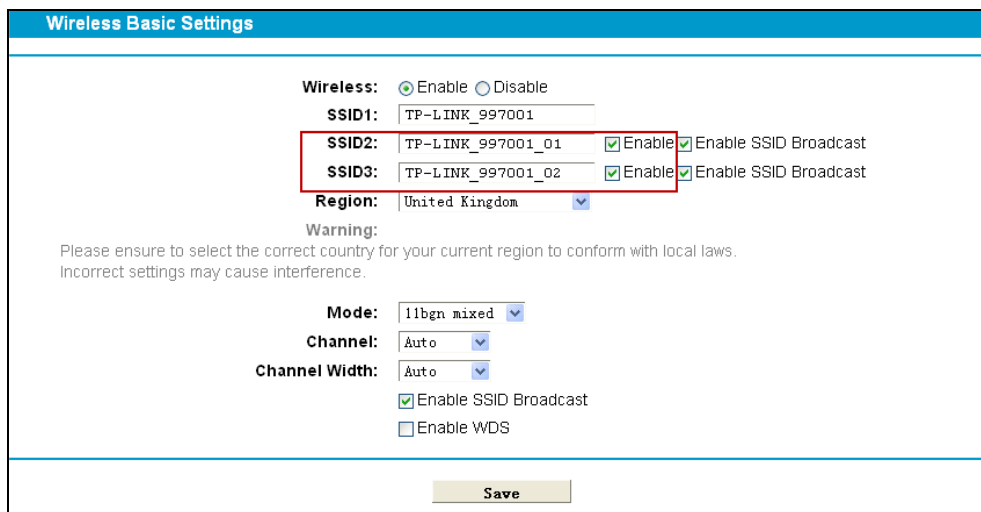 Wireless Basic Settings
Wireless: Enable Disable
SSID1: TP-LINK_997001
SSID2: TP-LINK_997001_01 Enable Enable SSID Broadcast
SSID3: TP-LINK_997001_02 Enable Enable SSID Broadcast
Region: United Kingdom
Warning:
Please ensure to select the correct country for your current region to conform with local laws.
Incorrect settings may cause interference.
Mode: 11bgn mixed
Channel: Auto
Channel Width: Auto
Enable SSID Broadcast
Enable WDS
Save